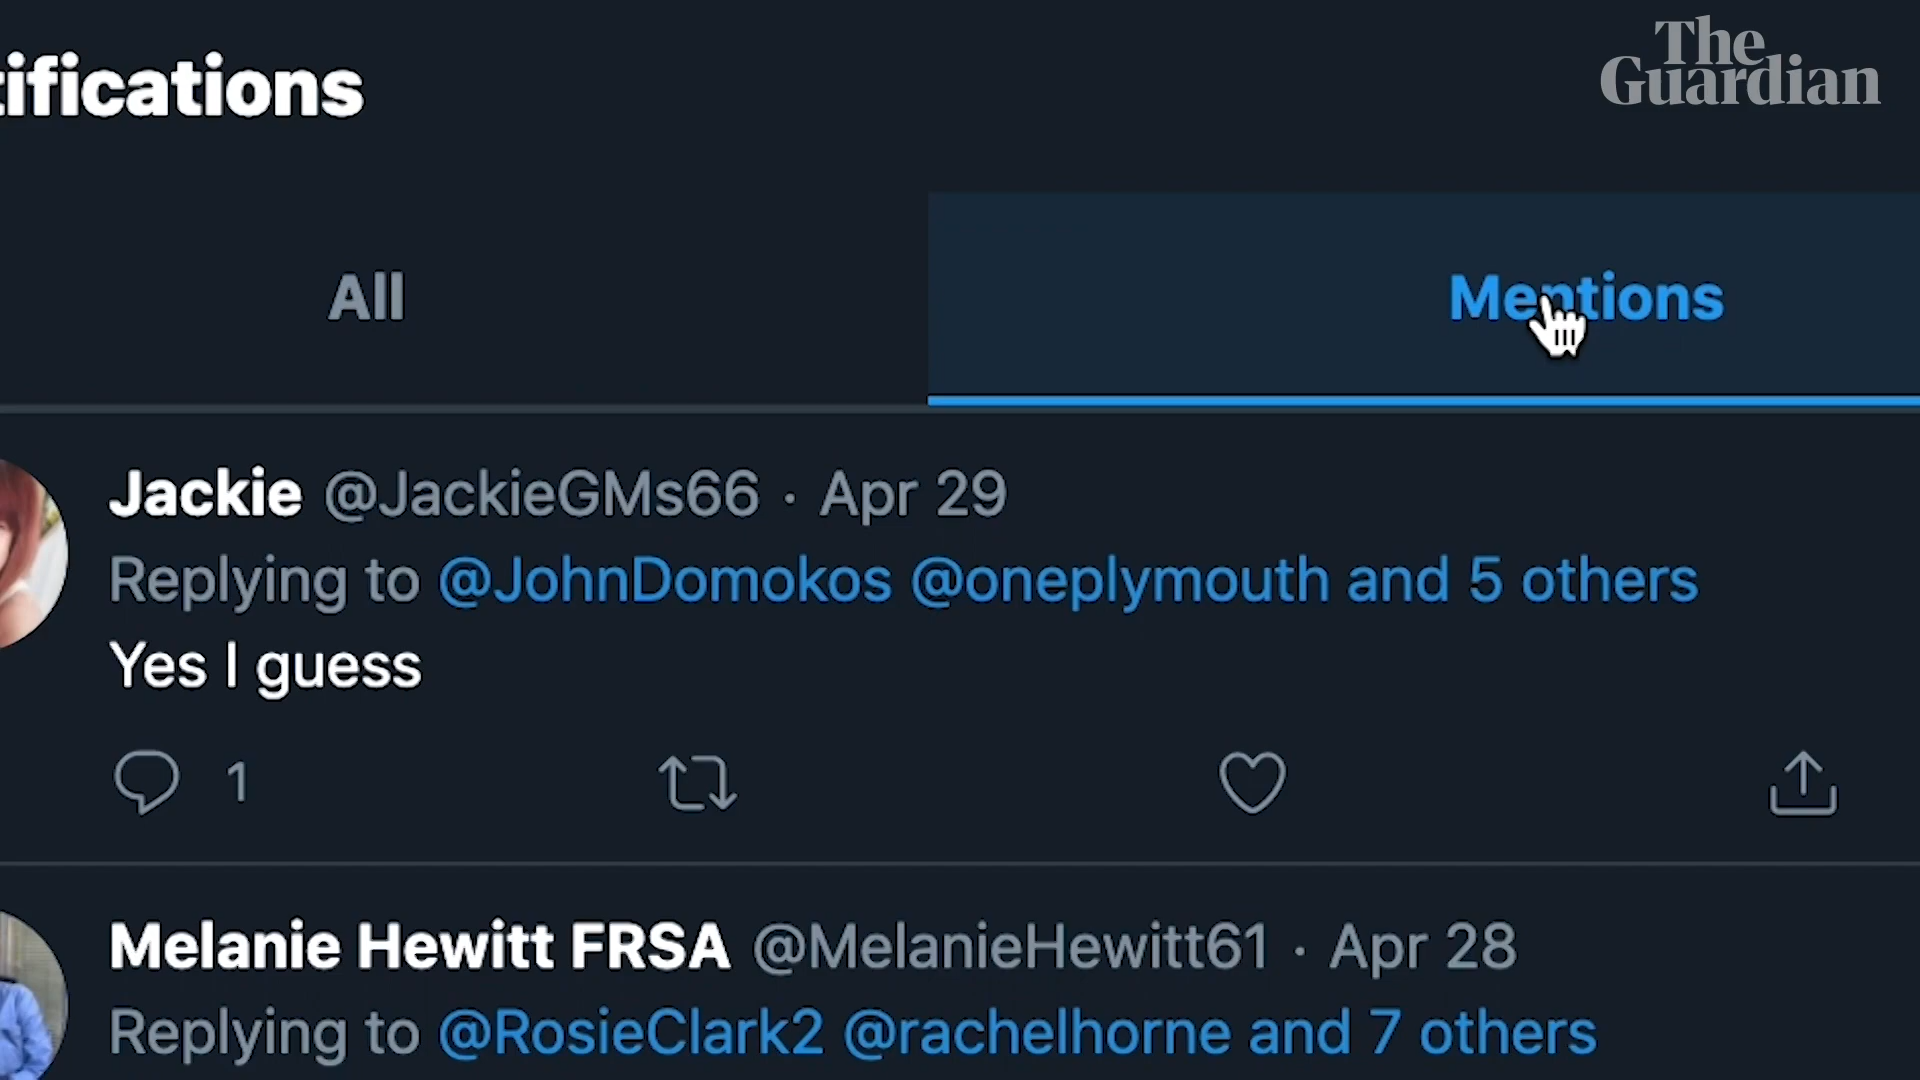 The
Guardian
tifications
All
Mentions
Jackie @JackieGMs66 · Apr 29
Replying to @JohnDomokos @oneplymouth and 5 others
Yes I guess
1
Melanie Hewitt FRSA @MelanieHewitt61 · Apr 28
Replying to @RosieClark2 @rachelhorne and 7 others